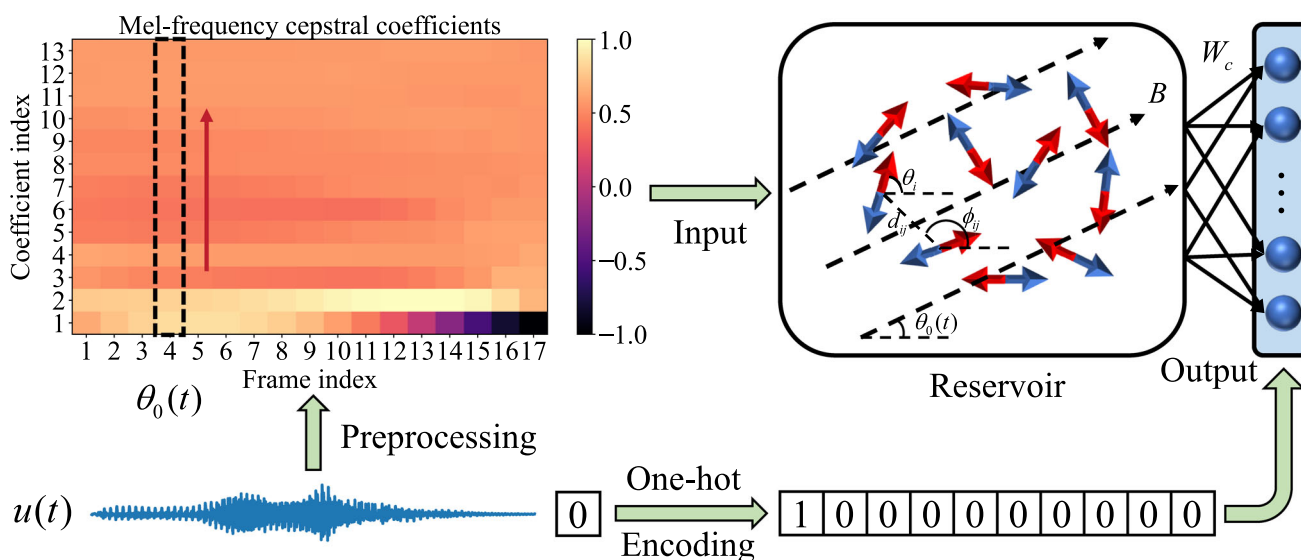 Mel-frequency cepstral coefficients
Coefficient index
13
12
11
10
9
8
7
6
5
4
3
2
1
1 2 3 4 5 6 7 8 9 10 11 12 13 14 15 16 17
Frame index
1.0
0.5
0.0
−0.5
−1.0
θ₀(t)
Preprocessing
u(t)
Input
B
θᵢ
dᵢⱼ
ϕᵢⱼ
θ₀(t)
Reservoir
W_c
Output
0
One-hot
Encoding
1 0 0 0 0 0 0 0 0 0